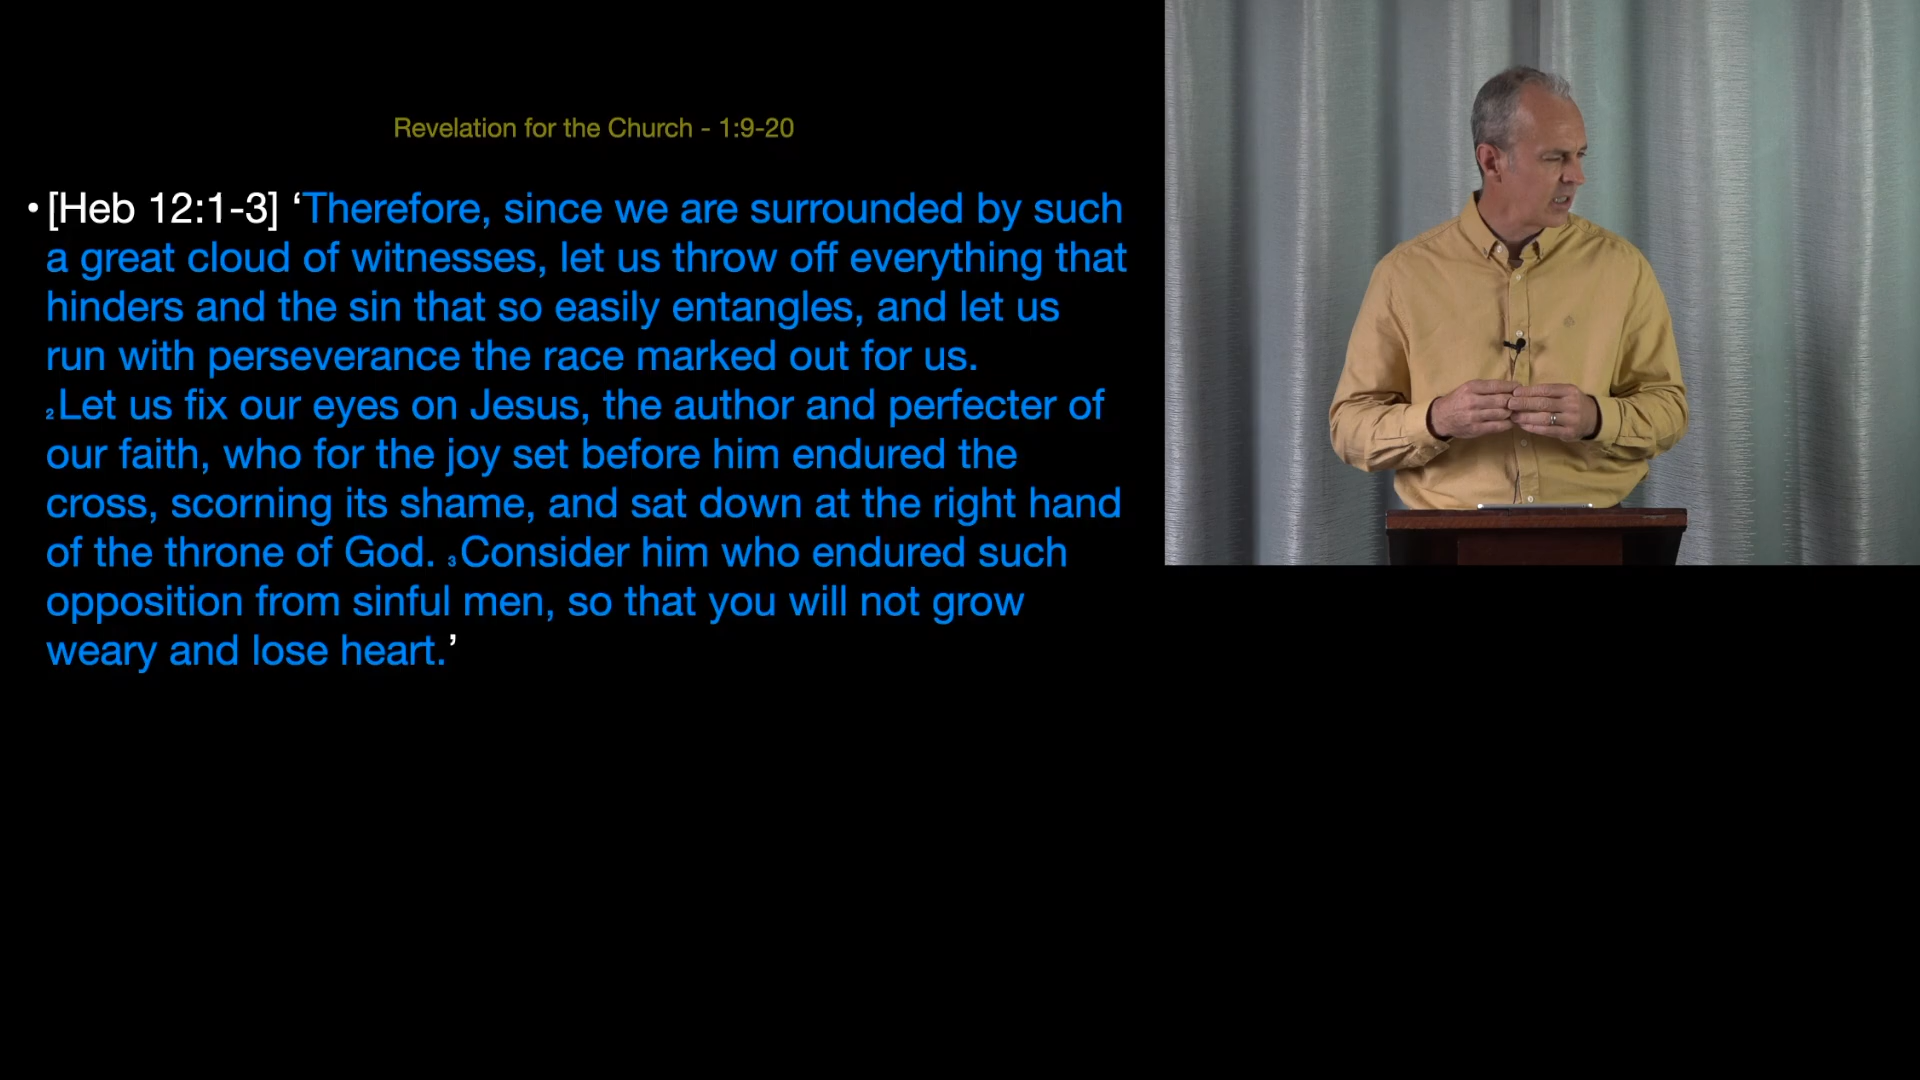 Revelation for the Church - 1:9-20
• [Heb 12:1-3] ‘Therefore, since we are surrounded by such
a great cloud of witnesses, let us throw off everything that
hinders and the sin that so easily entangles, and let us
run with perseverance the race marked out for us.
2Let us fix our eyes on Jesus, the author and perfecter of
our faith, who for the joy set before him endured the
cross, scorning its shame, and sat down at the right hand
of the throne of God. 3Consider him who endured such
opposition from sinful men, so that you will not grow
weary and lose heart.’